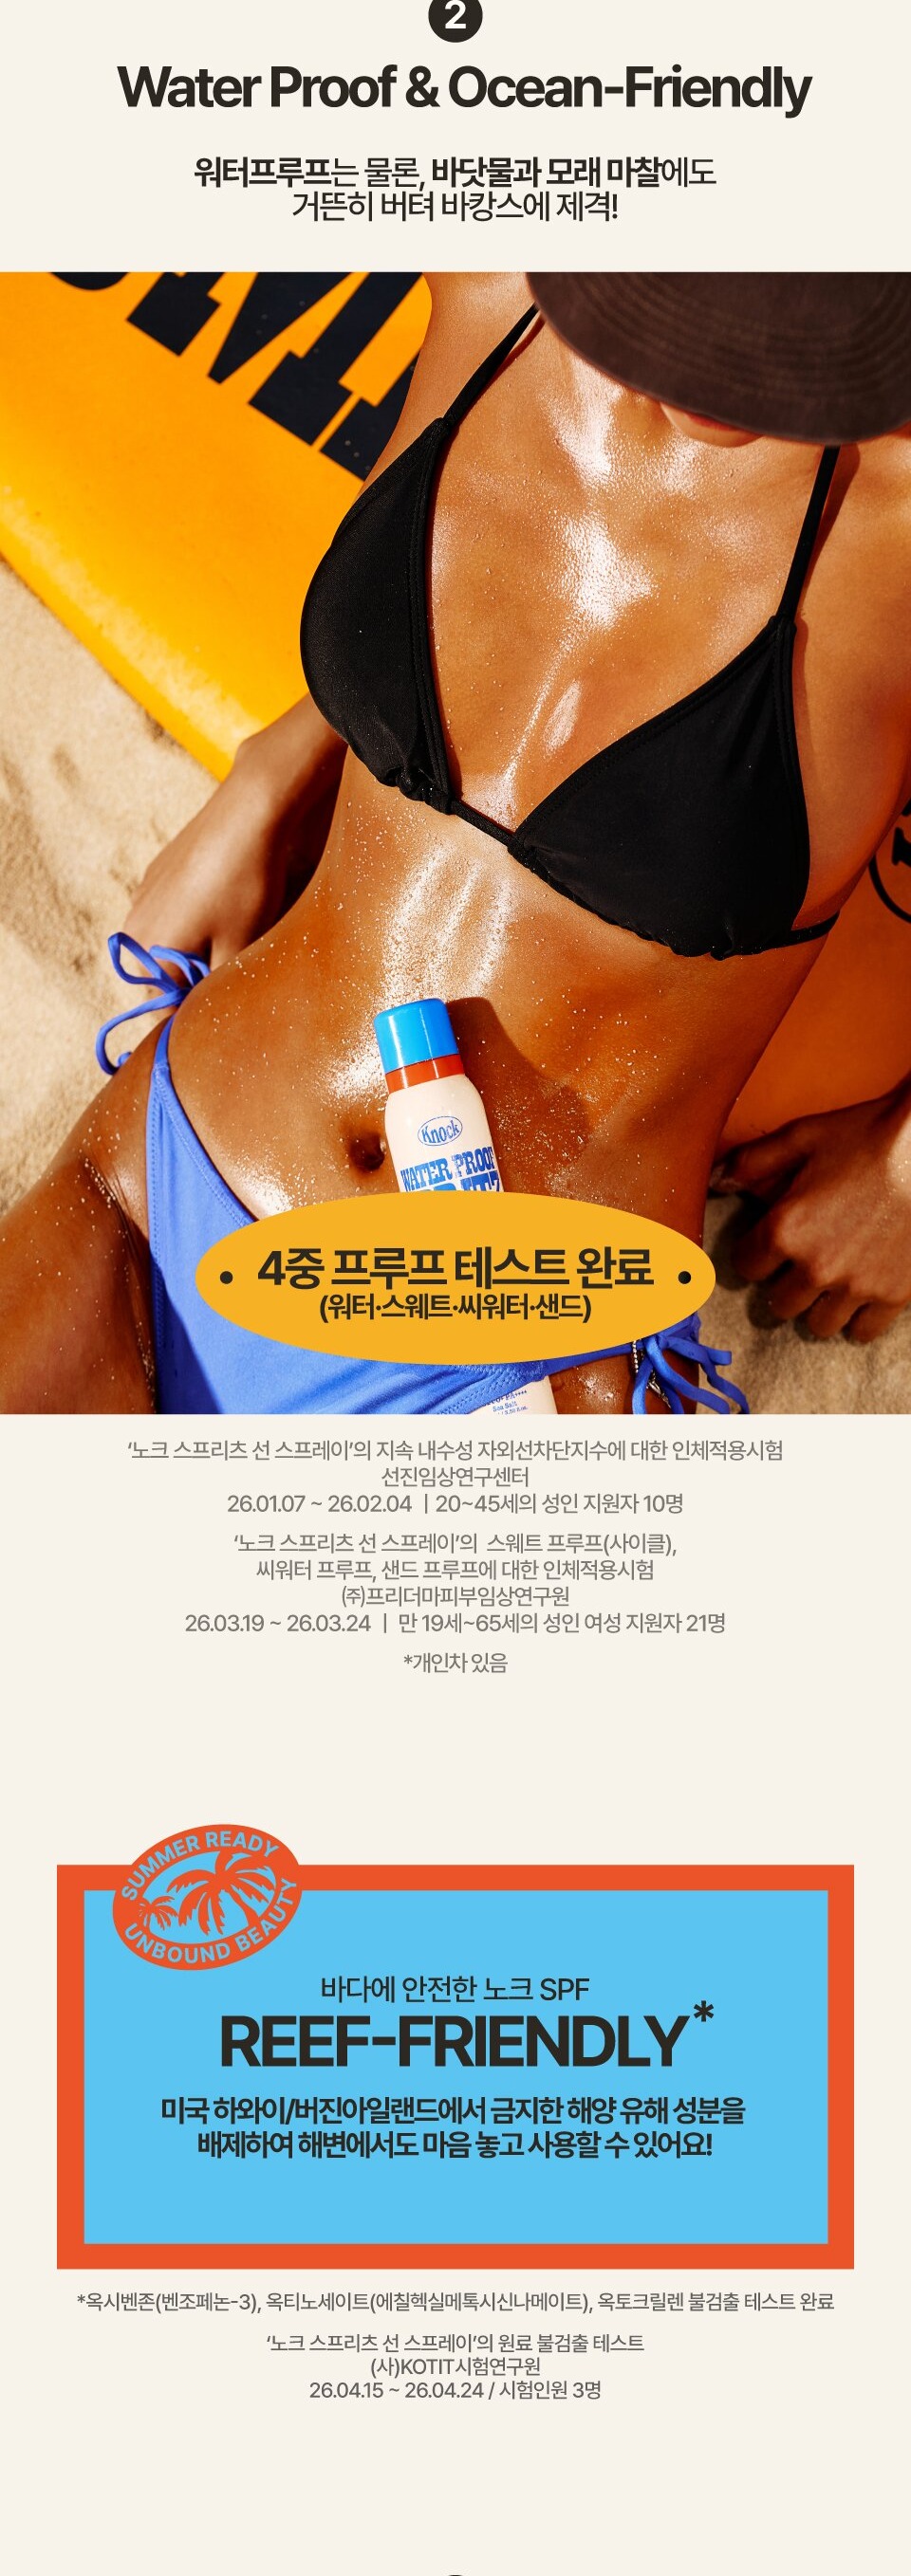 2
Water Proof & Ocean-Friendly
워터프루프는 물론, 바닷물과 모래 마찰에도
거뜬히 버텨 바캉스에 제격!
Knock
WATER PROOF
4중 프루프 테스트 완료
(워터·스웨트·씨워터·샌드)
Sea Salt
‘노크 스프리츠 선 스프레이’의 지속 내수성 자외선차단지수에 대한 인체적용시험
선진임상연구센터
26.01.07 ~ 26.02.04 ㅣ20~45세의 성인 지원자 10명
‘노크 스프리츠 선 스프레이’의 스웨트 프루프(사이클),
씨워터 프루프, 샌드 프루프에 대한 인체적용시험
㈜프리더마피부임상연구원
26.03.19 ~ 26.03.24 ㅣ 만 19세~65세의 성인 여성 지원자 21명
*개인차 있음
SUMMER READY
UNBOUND BEAUTY
바다에 안전한 노크 SPF
REEF-FRIENDLY*
미국 하와이/버진아일랜드에서 금지한 해양 유해 성분을
배제하여 해변에서도 마음 놓고 사용할 수 있어요!
*옥시벤존(벤조페논-3), 옥티노세이트(에칠헥실메톡시신나메이트), 옥토크릴렌 불검출 테스트 완료
‘노크 스프리츠 선 스프레이’의 원료 불검출 테스트
(사)KOTITI시험연구원
26.04.15 ~ 26.04.24 / 시험인원 3명